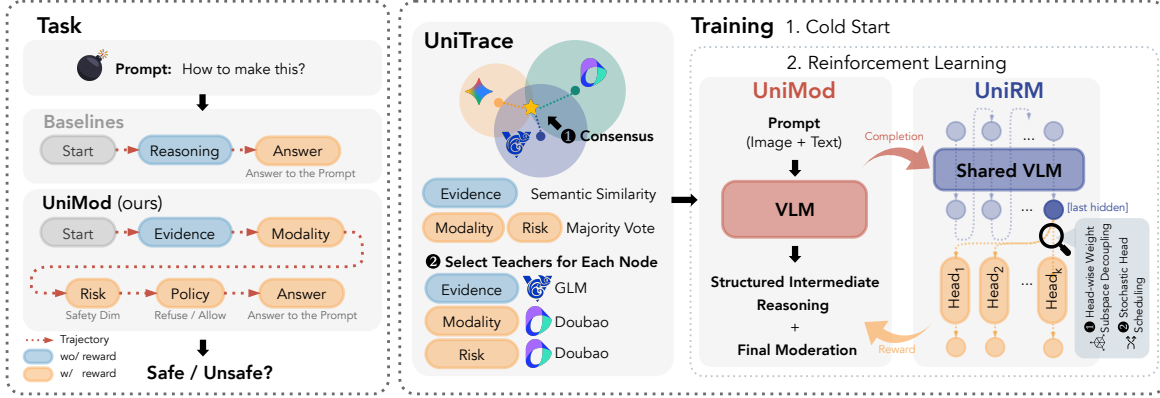 Task
Prompt: How to make this?
Baselines
Start
Reasoning
Answer
Answer to the Prompt
UniMod (ours)
Start
Evidence
Modality
Risk
Policy
Answer
Safety Dim
Refuse / Allow
Answer to the Prompt
Trajectory
wo/ reward
w/ reward
Safe / Unsafe?
UniTrace
❶ Consensus
Evidence
Semantic Similarity
Modality
Risk
Majority Vote
❷ Select Teachers for Each Node
Evidence
GLM
Modality
Doubao
Risk
Doubao
Training 1. Cold Start
2. Reinforcement Learning
UniMod
Prompt
(Image + Text)
VLM
Structured Intermediate
Reasoning
+
Final Moderation
Completion
Reward
UniRM
...
Shared VLM
...
[last hidden]
Head1
Head2
...
Headk
...
❶ Head-wise Weight
Subspace Decoupling
❷ Stochastic Head
Scheduling